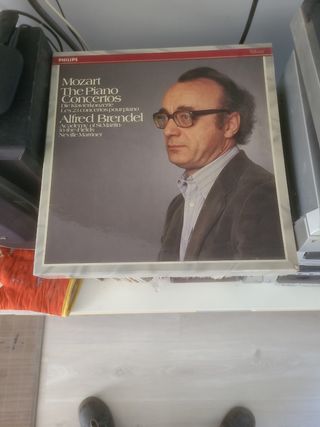 PHILIPS
Mozart
The Piano
Concertos
Die Klavierkonzerte
Les 23 concertos pour piano
Alfred Brendel
Academy of St. Martin-
in-the-Fields
Neville Marriner